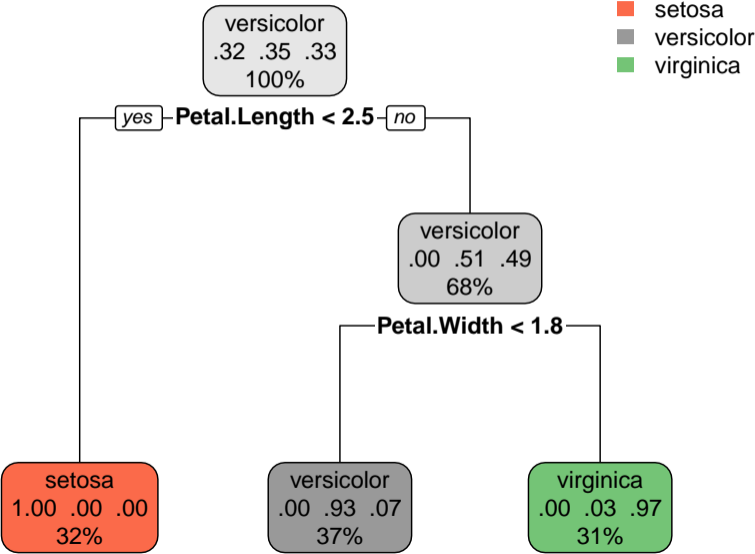 setosa
versicolor
virginica
versicolor
.32 .35 .33
100%
yes Petal.Length < 2.5 no
versicolor
.00 .51 .49
68%
Petal.Width < 1.8
setosa
1.00 .00 .00
32%
versicolor
.00 .93 .07
37%
virginica
.00 .03 .97
31%